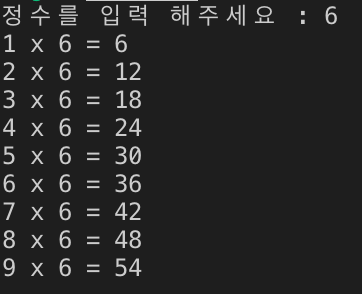 정수를 입력 해주세요 : 6
1 x 6 = 6
2 x 6 = 12
3 x 6 = 18
4 x 6 = 24
5 x 6 = 30
6 x 6 = 36
7 x 6 = 42
8 x 6 = 48
9 x 6 = 54